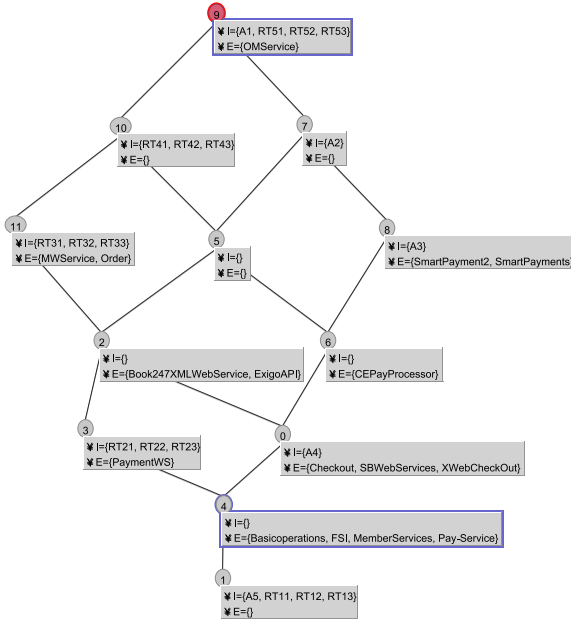 9
¥ I={A1, RT51, RT52, RT53}
¥ E={OMService}
10
¥ I={RT41, RT42, RT43}
¥ E={}
7
¥ I={A2}
¥ E={}
11
¥ I={RT31, RT32, RT33}
¥ E={MWService, Order}
5
¥ I={}
¥ E={}
8
¥ I={A3}
¥ E={SmartPayment2, SmartPayments}
2
¥ I={}
¥ E={Book247XMLWebService, ExigoAPI}
6
¥ I={}
¥ E={CEPayProcessor}
3
¥ I={RT21, RT22, RT23}
¥ E={PaymentWS}
0
¥ I={A4}
¥ E={Checkout, SBWebServices, XWebCheckOut}
4
¥ I={}
¥ E={Basicoperations, FSI, MemberServices, Pay-Service}
1
¥ I={A5, RT11, RT12, RT13}
¥ E={}